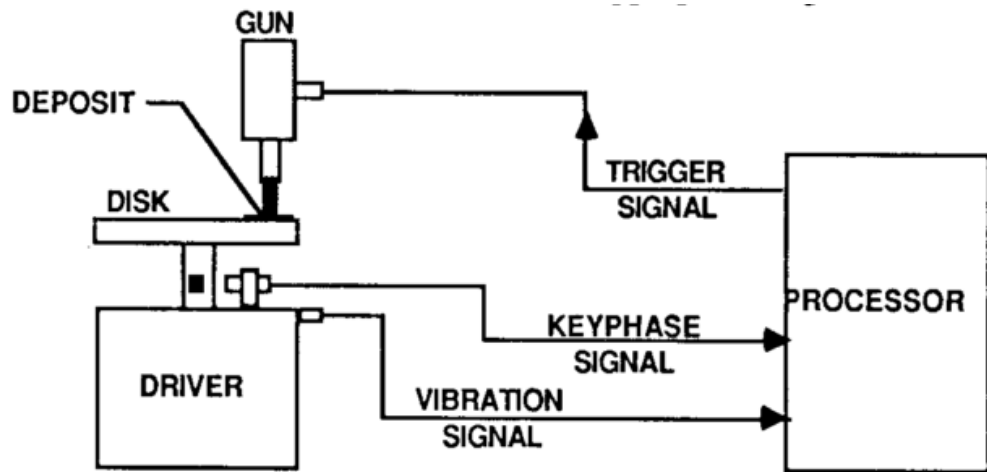 GUN
DEPOSIT
DISK
TRIGGER
SIGNAL
PROCESSOR
KEYPHASE
SIGNAL
DRIVER
VIBRATION
SIGNAL